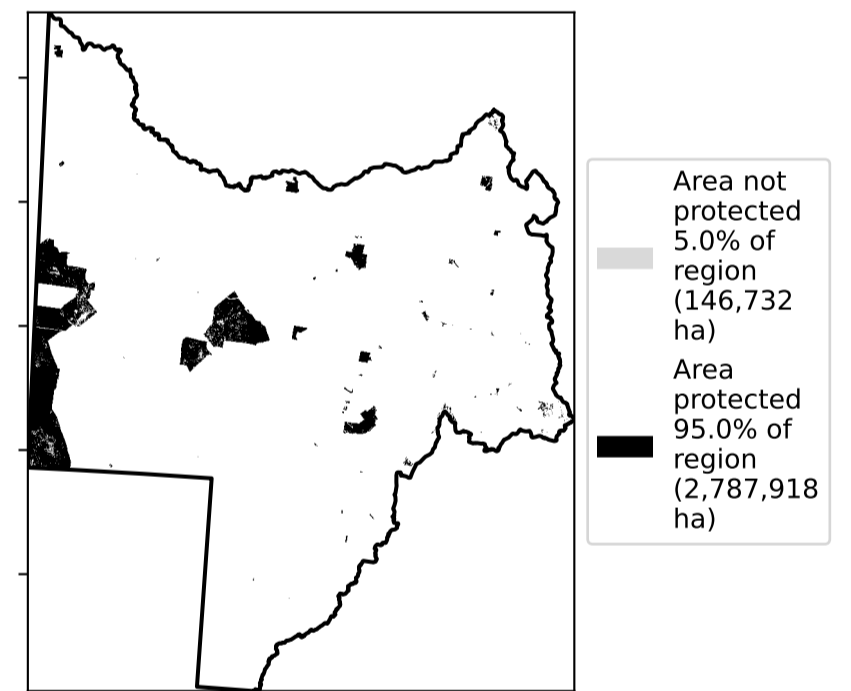 Area not
protected
5.0% of
region
(146,732
ha)
Area
protected
95.0% of
region
(2,787,918
ha)